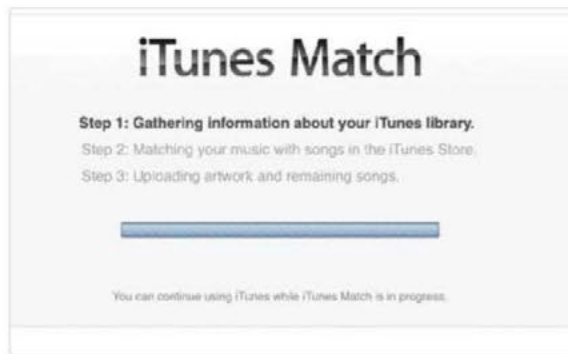 iTunes Match
Step 1: Gathering information about your iTunes library.
Step 2: Matching your music with songs in the iTunes Store.
Step 3: Uploading artwork and remaining songs.
You can continue using iTunes while iTunes Match is in progress.